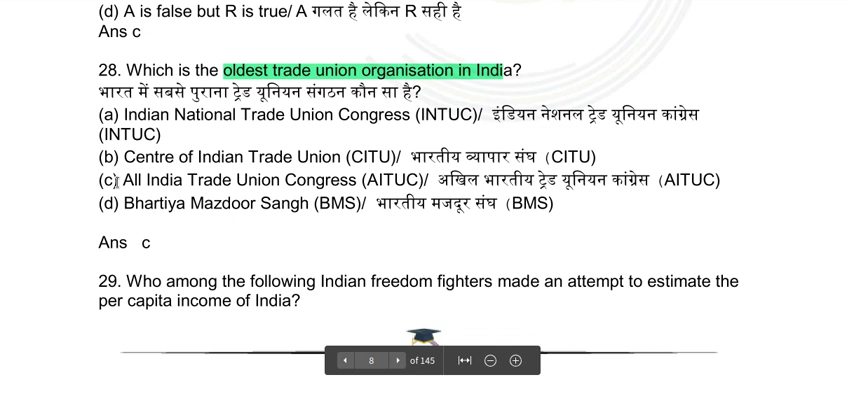 (d) A is false but R is true/ A गलत है लेकिन R सही है
Ans c
28. Which is the oldest trade union organisation in India?
भारत में सबसे पुराना ट्रेड यूनियन संगठन कौन सा है?
(a) Indian National Trade Union Congress (INTUC)/ इंडियन नेशनल ट्रेड यूनियन कांग्रेस
(INTUC)
(b) Centre of Indian Trade Union (CITU)/ भारतीय व्यापार संघ (CITU)
(c) All India Trade Union Congress (AITUC)/ अखिल भारतीय ट्रेड यूनियन कांग्रेस (AITUC)
(d) Bhartiya Mazdoor Sangh (BMS)/ भारतीय मजदूर संघ (BMS)
Ans c
29. Who among the following Indian freedom fighters made an attempt to estimate the
per capita income of India?
8 of 145